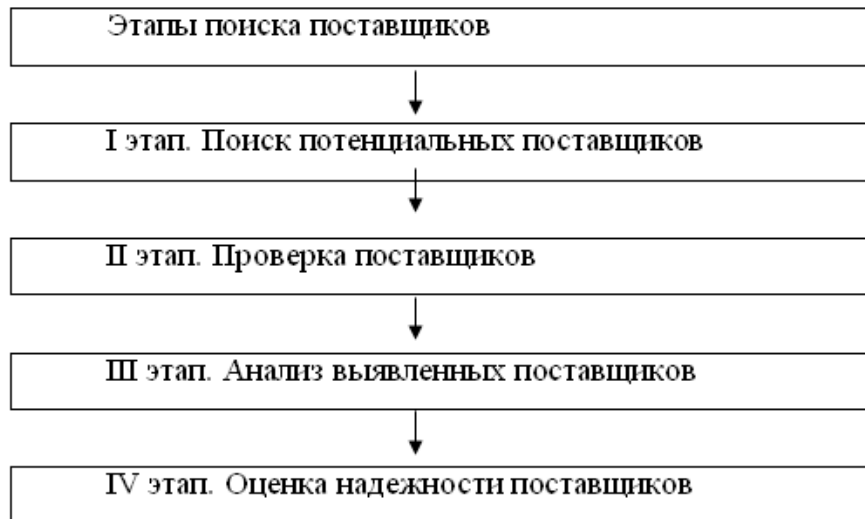 Этапы поиска поставщиков
I этап. Поиск потенциальных поставщиков
II этап. Проверка поставщиков
III этап. Анализ выявленных поставщиков
IV этап. Оценка надежности поставщиков